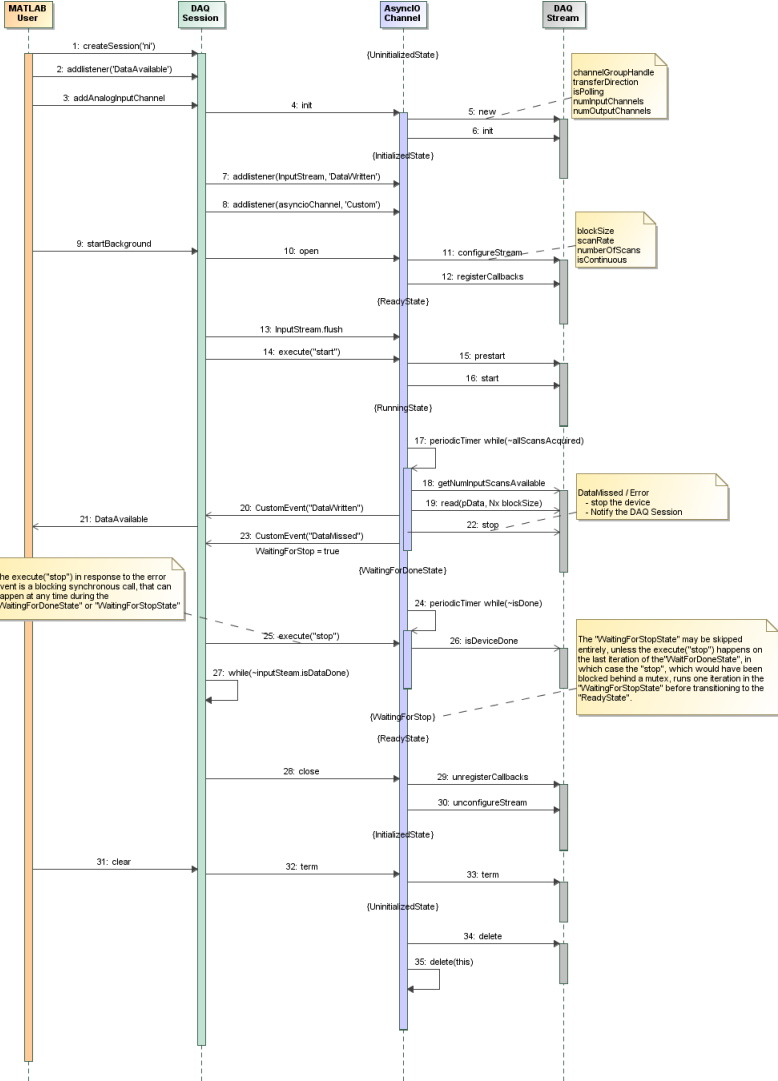 MATLAB
User
DAQ
Session
AsyncIO
Channel
DAQ
Stream
1: createSession('ni')
{UninitializedState}
2: addlistener('DataAvailable')
channelGroupHandle
transferDirection
isPolling
numInputChannels
numOutputChannels
3: addAnalogInputChannel
4: init
5: new
6: init
{InitializedState}
7: addlistener(InputStream, 'DataWritten')
8: addlistener(asyncioChannel, 'Custom')
9: startBackground
10: open
blockSize
scanRate
numberOfScans
isContinuous
11: configureStream
12: registerCallbacks
{ReadyState}
13: InputStream.flush
14: execute("start")
15: prestart
16: start
{RunningState}
17: periodicTimer while(~allScansAcquired)
18: getNumInputScansAvailable
19: read(pData, Nx blockSize)
20: CustomEvent("DataWritten")
21: DataAvailable
22: stop
DataMissed / Error
- stop the device
- Notify the DAQ Session
23: CustomEvent("DataMissed")
WaitingForStop = true
{WaitingForDoneState}
he execute("stop") in response to the error
vent is a blocking synchronous call, that can
appen at any time during the
WaitingForDoneState" or "WaitingForStopState"
24: periodicTimer while(~isDone)
25: execute("stop")
26: isDeviceDone
The "WaitingForStopState" may be skipped
entirely, unless the execute("stop") happens on
the last iteration of the"WaitForDoneState", in
which case the "stop", which would have been
blocked behind a mutex, runs one iteration in the
"WaitingForStopState" before transitioning to the
"ReadyState".
27: while(~inputSteam.isDataDone)
{WaitingForStop}
{ReadyState}
28: close
29: unregisterCallbacks
30: unconfigureStream
{InitializedState}
31: clear
32: term
33: term
{UninitializedState}
34: delete
35: delete(this)